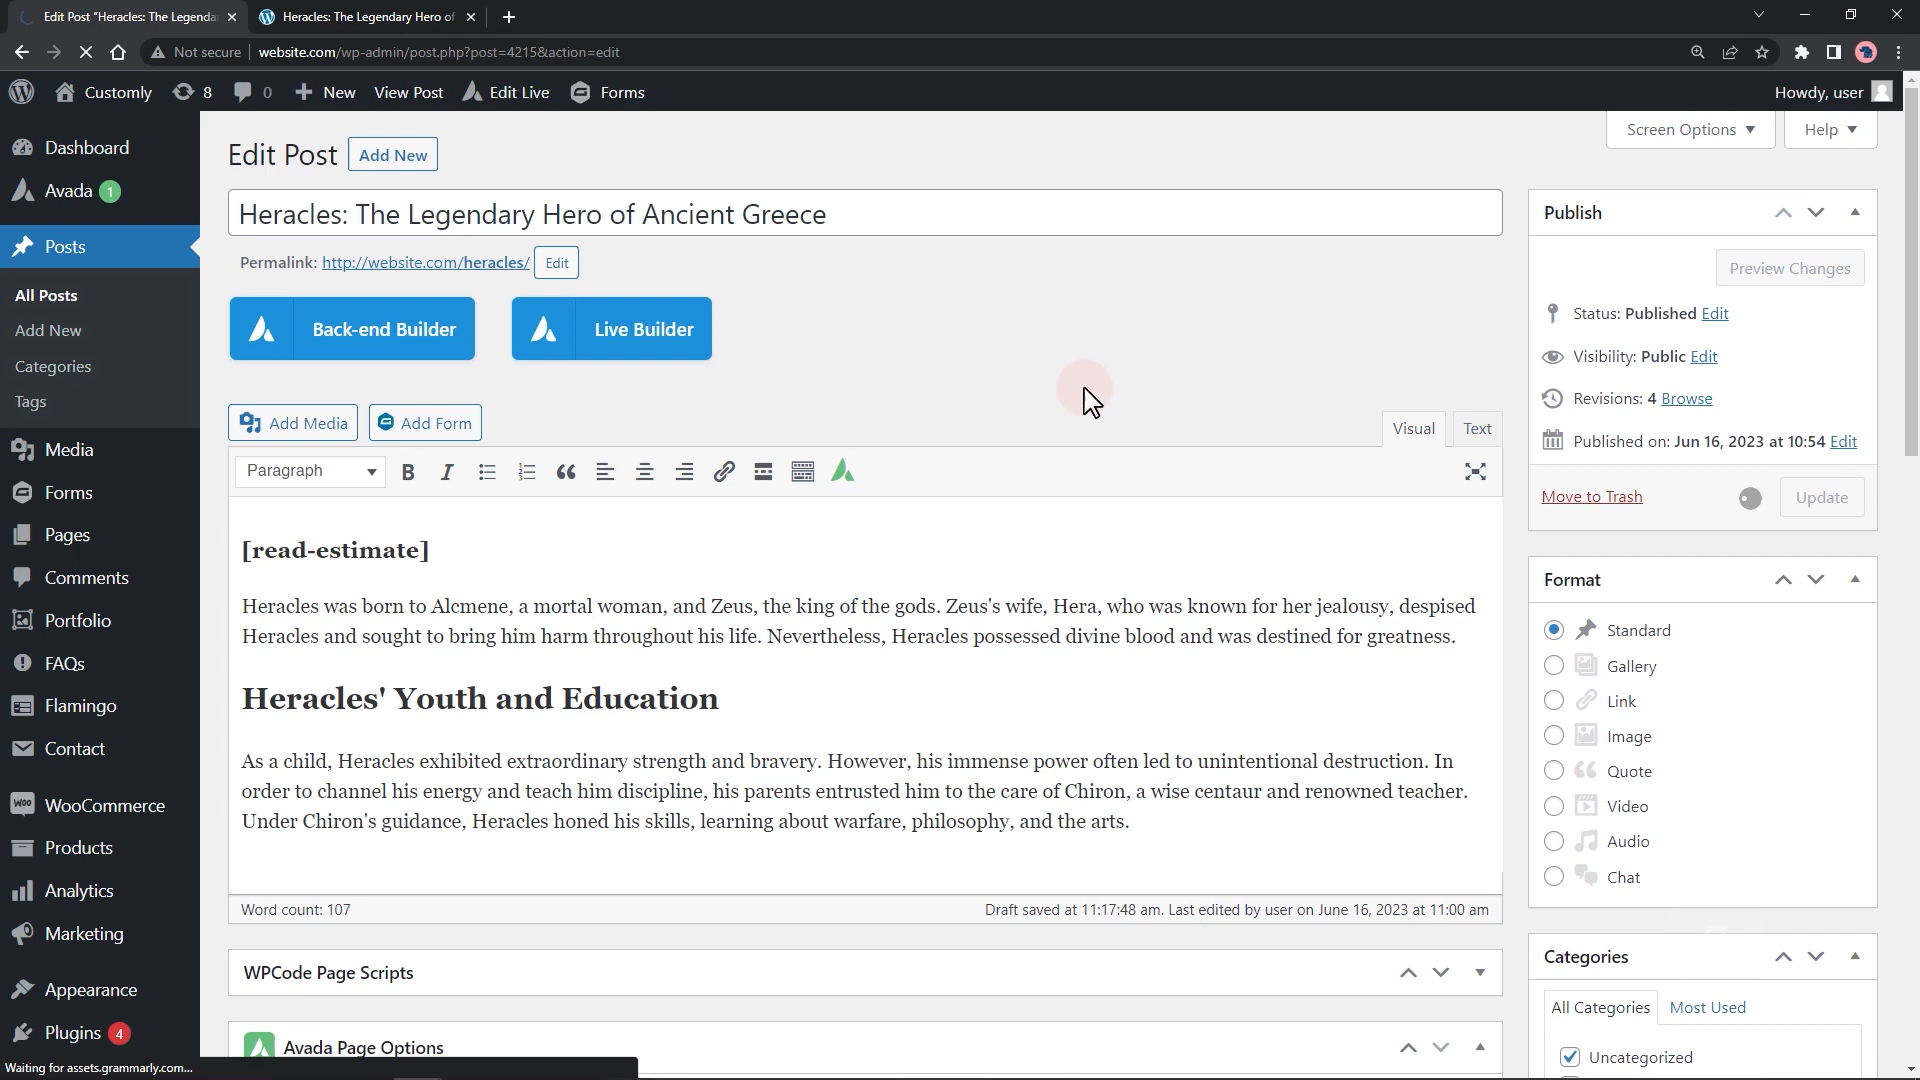 Edit Post "Heracles: The Legenda
Heracles: The Legendary Hero of
Not secure
website.com/wp-admin/post.php?post=4215&action=edit
Customly
8
0
New
View Post
Edit Live
Forms
Howdy, user
Dashboard
Avada 1
Posts
All Posts
Add New
Categories
Tags
Media
Forms
Pages
Comments
Portfolio
FAQs
Flamingo
Contact
WooCommerce
Products
Analytics
Marketing
Appearance
Plugins 4
Waiting for assets.grammarly.com...
Screen Options
Help
Edit Post
Add New
Heracles: The Legendary Hero of Ancient Greece
Permalink: http://website.com/heracles/ Edit
Back-end Builder
Live Builder
Add Media
Add Form
Visual
Text
Paragraph
[read-estimate]
Heracles was born to Alcmene, a mortal woman, and Zeus, the king of the gods. Zeus's wife, Hera, who was known for her jealousy, despised
Heracles and sought to bring him harm throughout his life. Nevertheless, Heracles possessed divine blood and was destined for greatness.
Heracles' Youth and Education
As a child, Heracles exhibited extraordinary strength and bravery. However, his immense power often led to unintentional destruction. In
order to channel his energy and teach him discipline, his parents entrusted him to the care of Chiron, a wise centaur and renowned teacher.
Under Chiron's guidance, Heracles honed his skills, learning about warfare, philosophy, and the arts.
Word count: 107
Draft saved at 11:17:48 am. Last edited by user on June 16, 2023 at 11:00 am
WPCode Page Scripts
Avada Page Options
Publish
Preview Changes
Status: Published Edit
Visibility: Public Edit
Revisions: 4 Browse
Published on: Jun 16, 2023 at 10:54 Edit
Move to Trash
Update
Format
Standard
Gallery
Link
Image
Quote
Video
Audio
Chat
Categories
All Categories
Most Used
Uncategorized